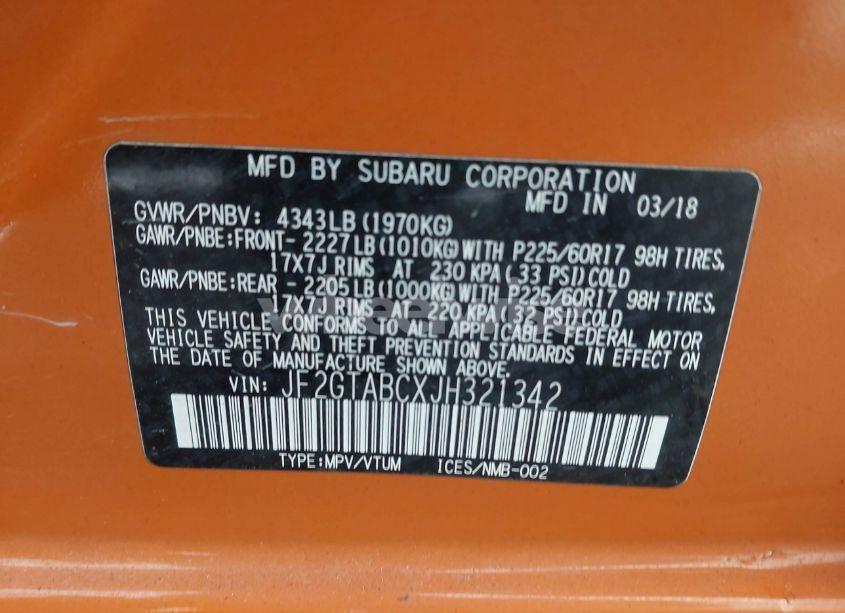 MFD BY SUBARU CORPORATION
MFD IN 03/18
GVWR/PNBV: 4343LB (1970KG)
GAWR/PNBE:FRONT- 2227LB (1010KG) WITH P225/60R17 98H TIRES,
17X7J RIMS AT 230 KPA ( 33 PSI) COLD
GAWR/PNBE:REAR - 2205LB (1000KG) WITH P225/60R17 98H TIRES,
17X7J RIMS AT 220 KPA ( 32 PSI) COLD
THIS VEHICLE CONFORMS TO ALL APPLICABLE FEDERAL MOTOR
VEHICLE SAFETY AND THEFT PREVENTION STANDARDS IN EFFECT ON
THE DATE OF MANUFACTURE SHOWN ABOVE.
VIN: JF2GTABCXJH321342
TYPE:MPV/VTUM ICES/NMB-002